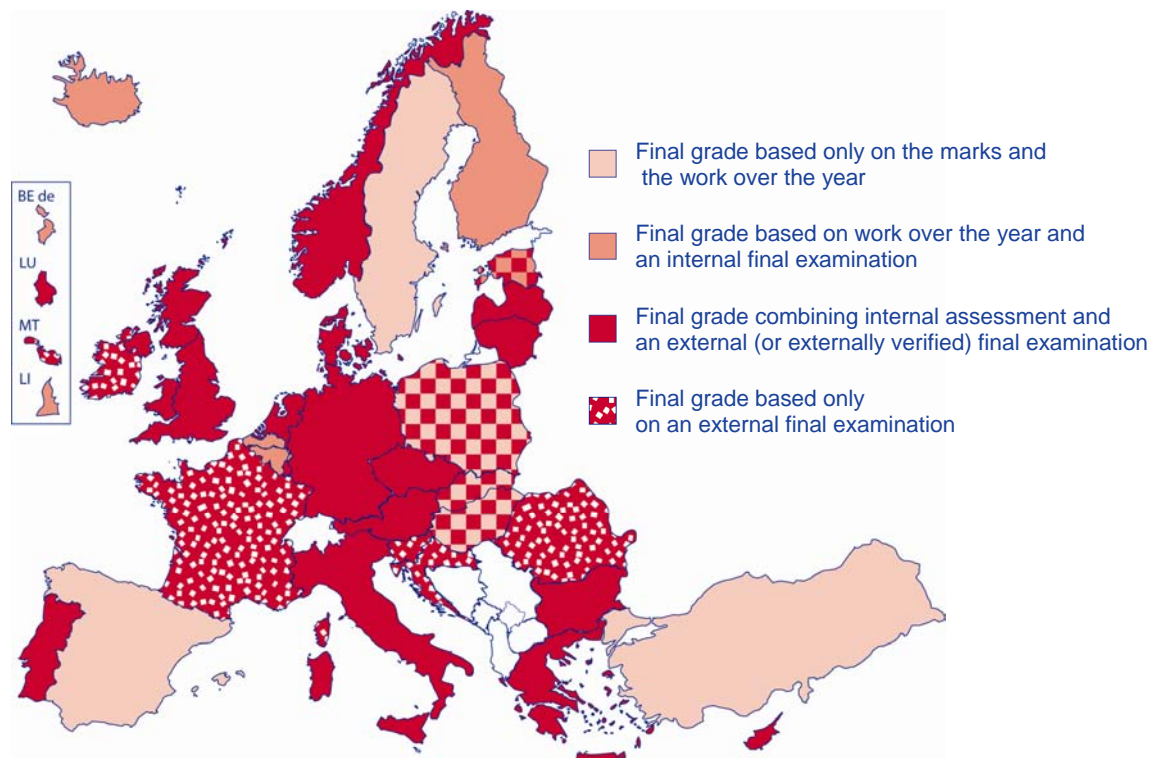 BE de
LU
MT
LI
Final grade based only on the marks and
the work over the year
Final grade based on work over the year and
an internal final examination
Final grade combining internal assessment and
an external (or externally verified) final examination
Final grade based only
on an external final examination